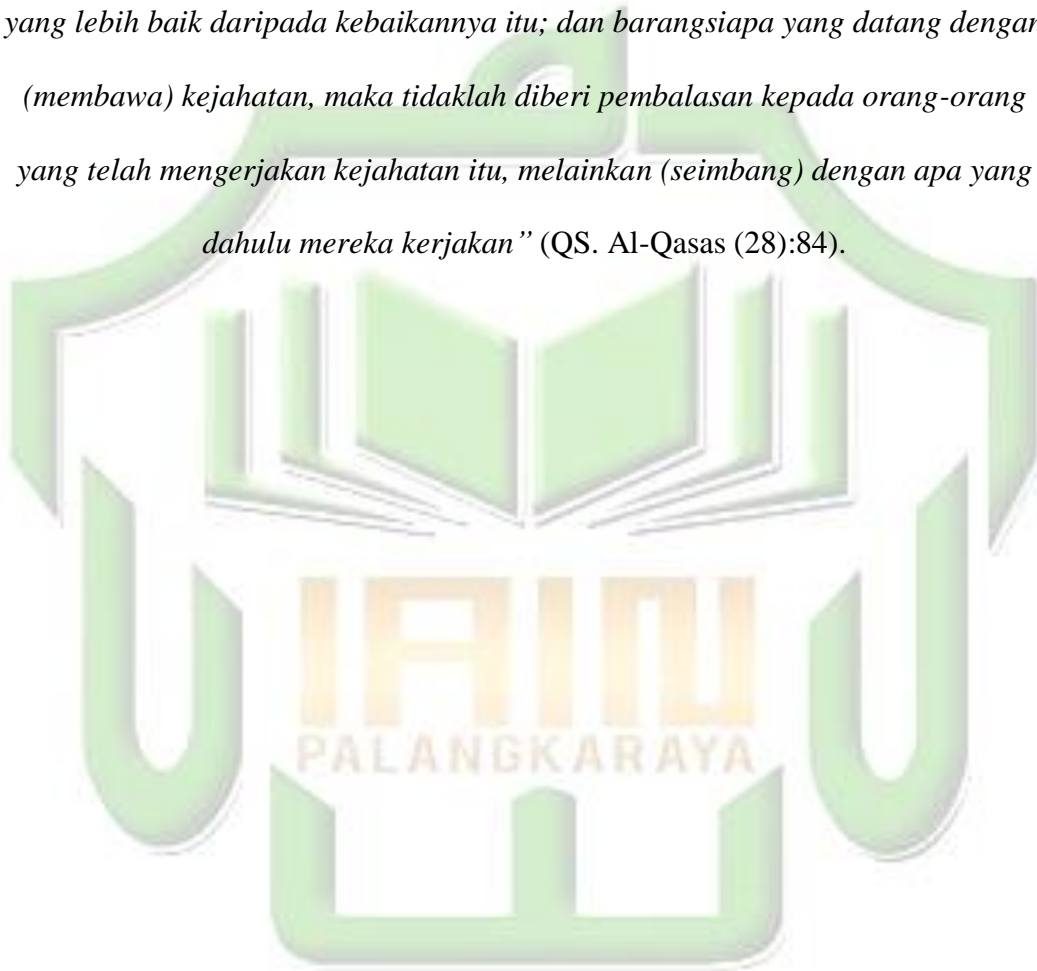 yang lebih baik daripada kebaikannya itu; dan barangsiapa yang datang dengan
(membawa) kejahatan, maka tidaklah diberi pembalasan kepada orang-orang
yang telah mengerjakan kejahatan itu, melainkan (seimbang) dengan apa yang
dahulu mereka kerjakan” (QS. Al-Qasas (28):84).
IAIN
PALANGKARAYA